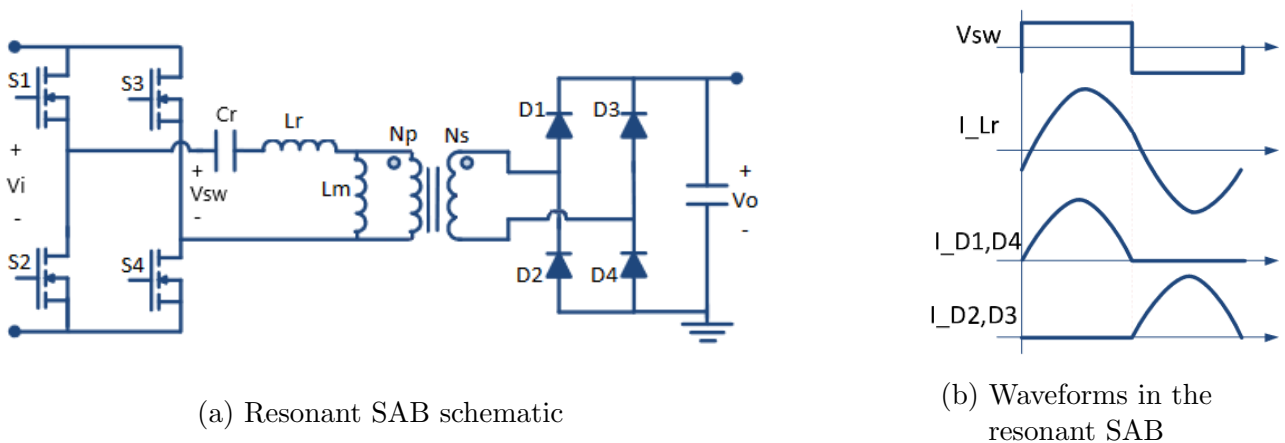 S1
S3
Cr
Lr
Np
Ns
D1
D3
+
Vi
-
+
Vsw
-
Lm
+
Vo
-
S2
S4
D2
D4
(a) Resonant SAB schematic
Vsw
I_Lr
I_D1,D4
I_D2,D3
(b) Waveforms in the
resonant SAB